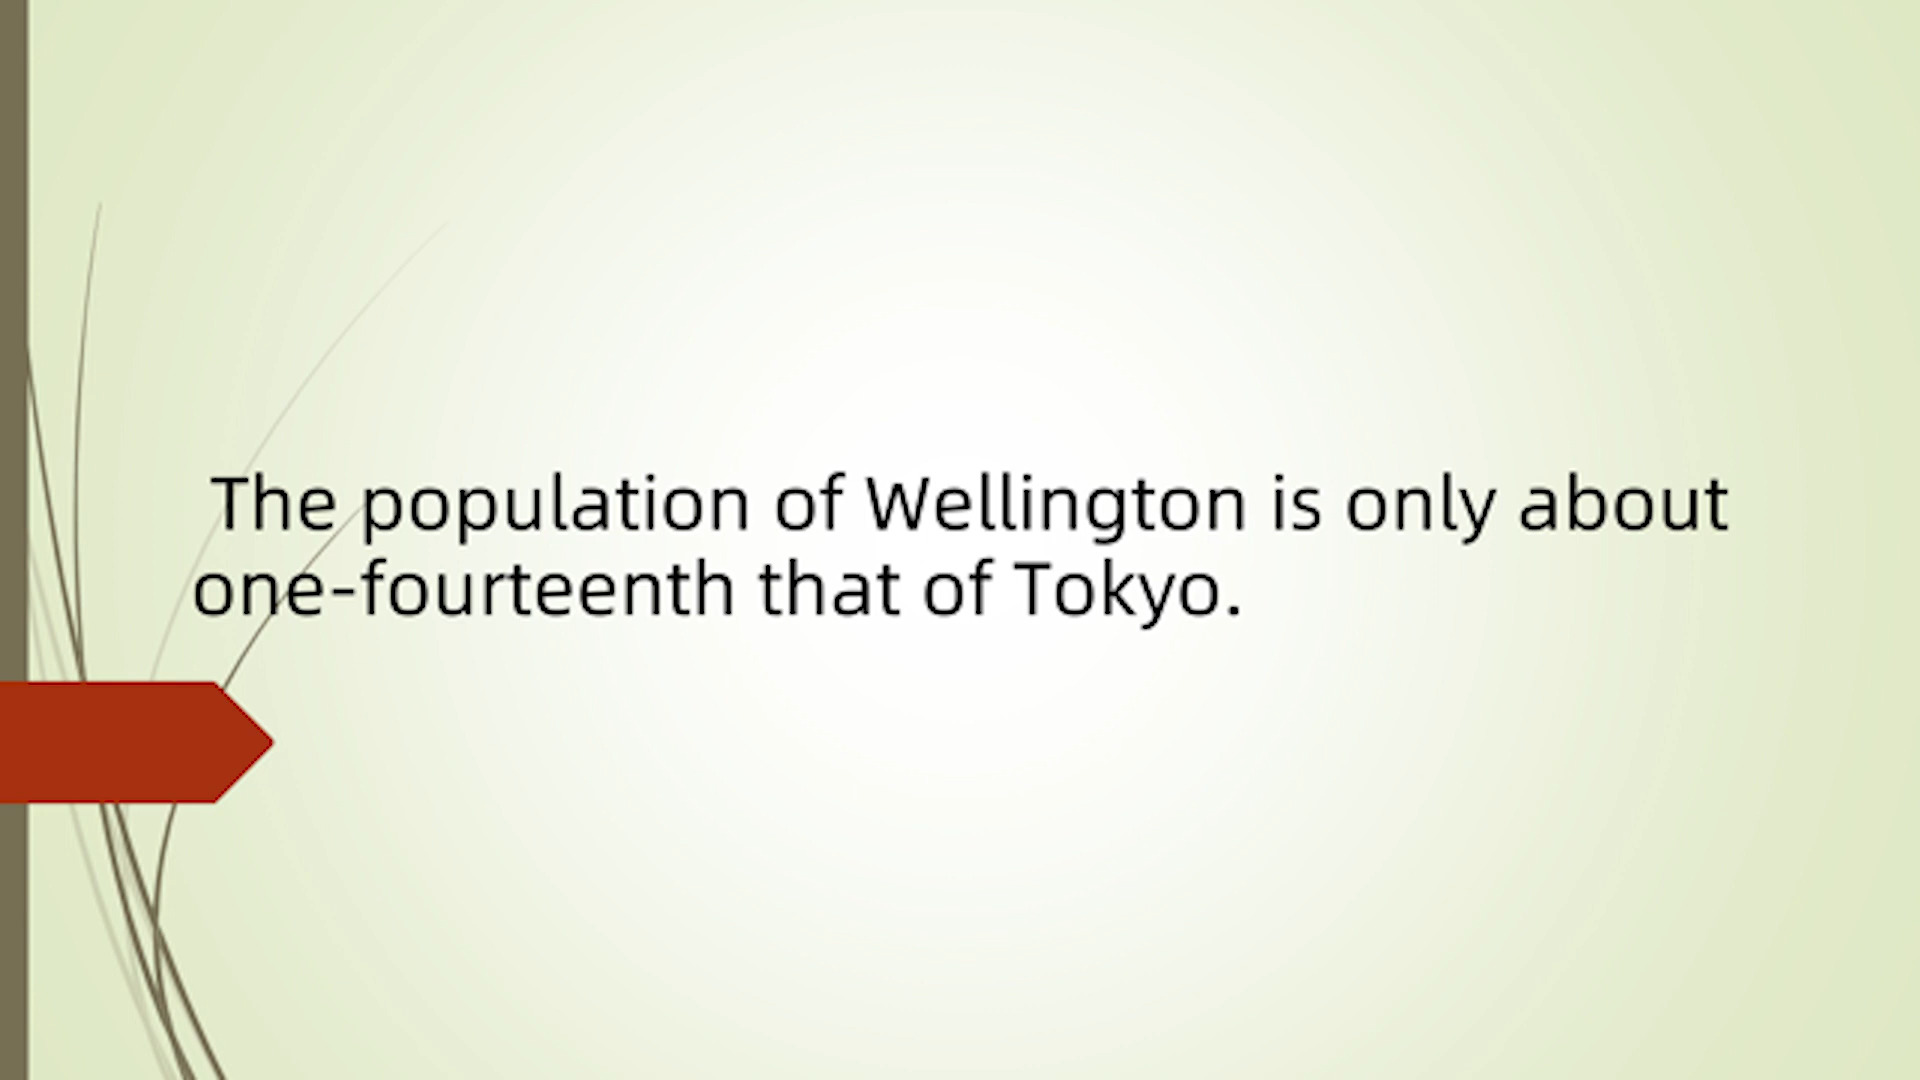 The population of Wellington is only about
one-fourteenth that of Tokyo.